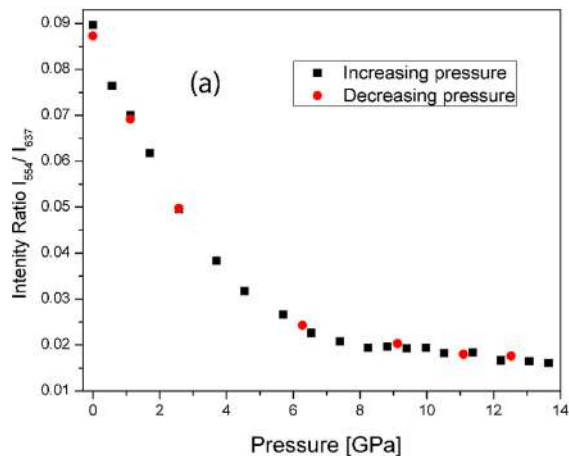 0.09
0.08
0.07
0.06
0.05
0.04
0.03
0.02
0.01
Intenity Ratio I554/ I637
(a)
Increasing pressure
Decreasing pressure
0 2 4 6 8 10 12 14
Pressure [GPa]